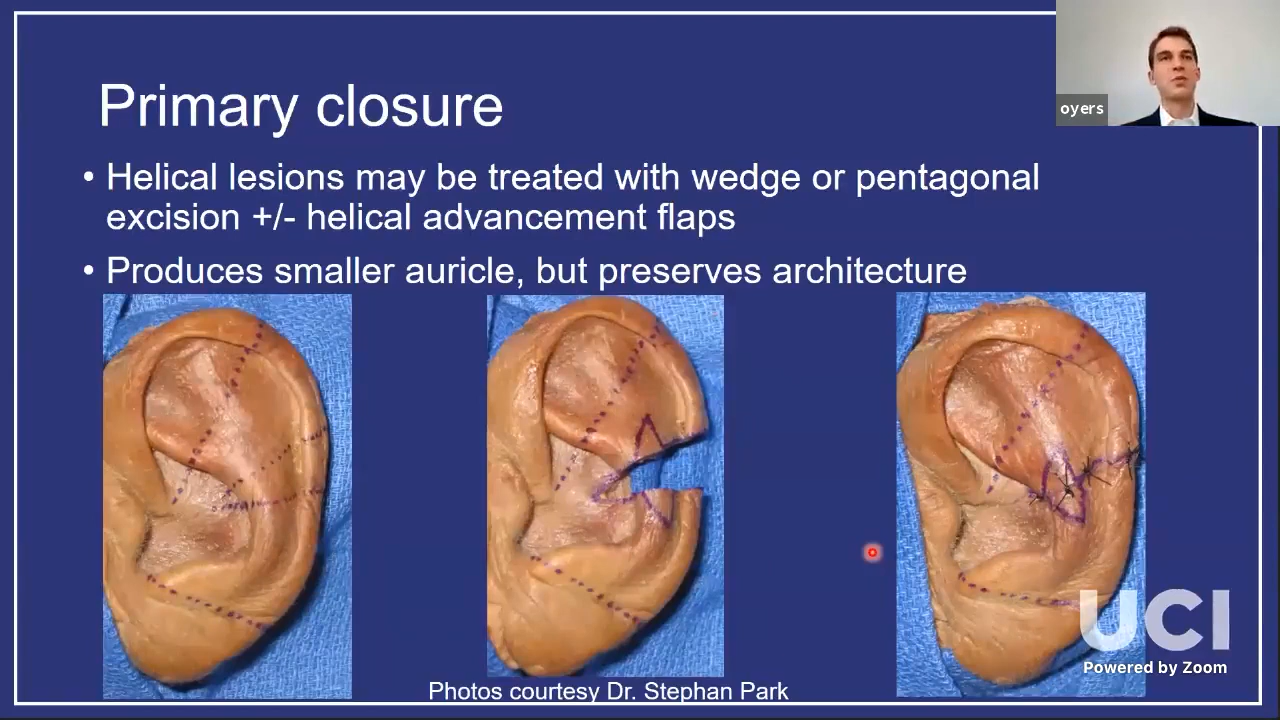 oyers
Primary closure
• Helical lesions may be treated with wedge or pentagonal
excision +/- helical advancement flaps
• Produces smaller auricle, but preserves architecture
UCI
Powered by Zoom
Photos courtesy Dr. Stephan Park